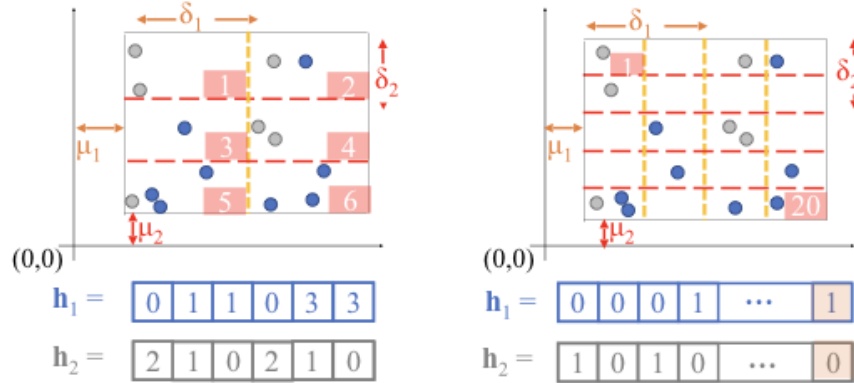 δ₁
1 2
δ₂
3 4
μ₁
5 6
μ₂
(0,0)
h₁ = 0 1 1 0 3 3
h₂ = 2 1 0 2 1 0
δ₁
1
δ₂
μ₁
20
μ₂
(0,0)
h₁ = 0 0 0 1 ... 1
h₂ = 1 0 1 0 ... 0